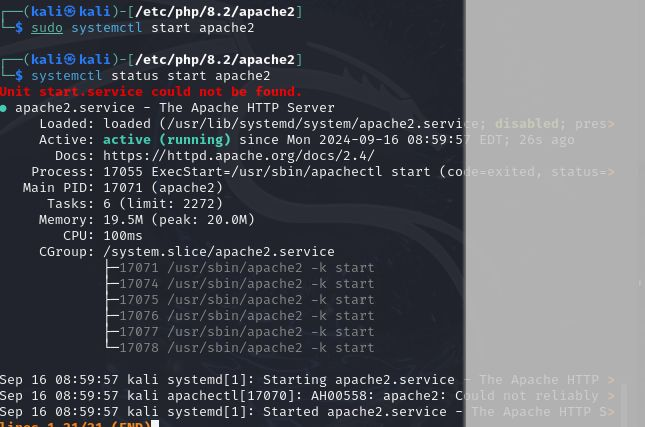 ┌──(kali㉿kali)-[/etc/php/8.2/apache2]
└─$ sudo systemctl start apache2
┌──(kali㉿kali)-[/etc/php/8.2/apache2]
└─$ systemctl status start apache2
Unit start.service could not be found.
● apache2.service - The Apache HTTP Server
Loaded: loaded (/usr/lib/systemd/system/apache2.service; disabled; pres>
Active: active (running) since Mon 2024-09-16 08:59:57 EDT; 26s ago
Docs: https://httpd.apache.org/docs/2.4/
Process: 17055 ExecStart=/usr/sbin/apachectl start (code=exited, status=>
Main PID: 17071 (apache2)
Tasks: 6 (limit: 2272)
Memory: 19.5M (peak: 20.0M)
CPU: 100ms
CGroup: /system.slice/apache2.service
├─17071 /usr/sbin/apache2 -k start
├─17074 /usr/sbin/apache2 -k start
├─17075 /usr/sbin/apache2 -k start
├─17076 /usr/sbin/apache2 -k start
├─17077 /usr/sbin/apache2 -k start
└─17078 /usr/sbin/apache2 -k start
Sep 16 08:59:57 kali systemd[1]: Starting apache2.service - The Apache HTTP >
Sep 16 08:59:57 kali apachectl[17070]: AH00558: apache2: Could not reliably >
Sep 16 08:59:57 kali systemd[1]: Started apache2.service - The Apache HTTP S>
lines 1-21/21 (END)